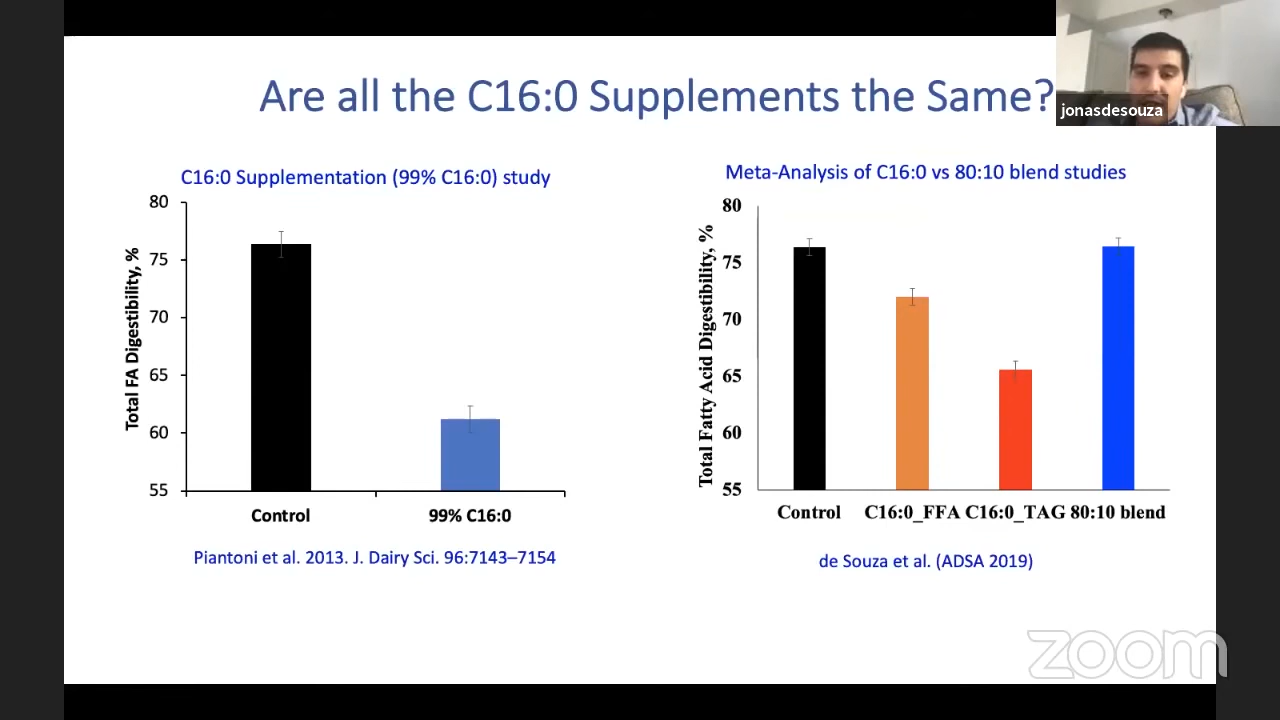 Are all the C16:0 Supplements the Same?
jonasdesouza
C16:0 Supplementation (99% C16:0) study
80
75
70
65
60
55
Total FA Digestibility, %
Control 99% C16:0
Piantoni et al. 2013. J. Dairy Sci. 96:7143–7154
Meta-Analysis of C16:0 vs 80:10 blend studies
80
75
70
65
60
55
Total Fatty Acid Digestibility, %
Control C16:0_FFA C16:0_TAG 80:10 blend
de Souza et al. (ADSA 2019)
zoom